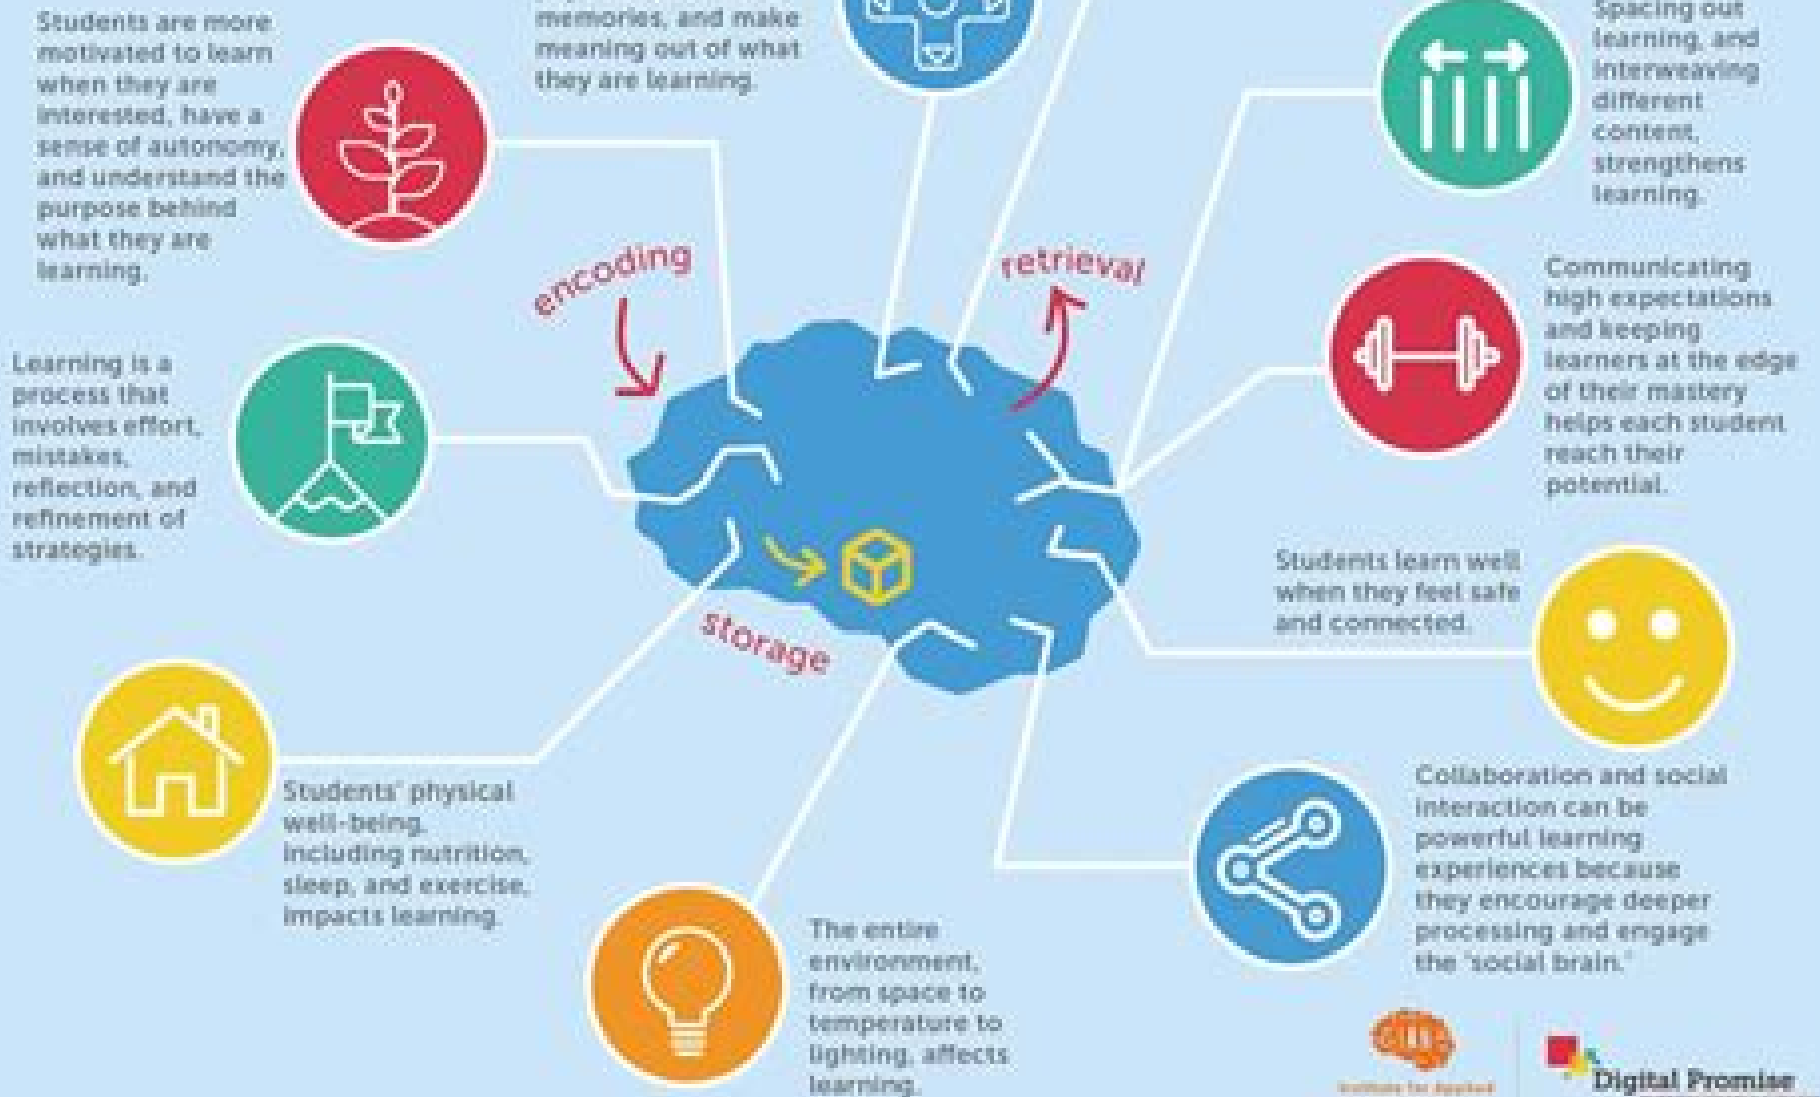 Students are more
motivated to learn
when they are
interested, have a
sense of autonomy,
and understand the
purpose behind
what they are
learning.
memories, and make
meaning out of what
they are learning.
Spacing out
learning, and
interweaving
different
content,
strengthens
learning.
encoding
retrieval
storage
Communicating
high expectations
and keeping
learners at the edge
of their mastery
helps each student
reach their
potential.
Learning is a
process that
involves effort,
mistakes,
reflection, and
refinement of
strategies.
Students learn well
when they feel safe
and connected.
Students' physical
well-being,
including nutrition,
sleep, and exercise,
impacts learning.
Collaboration and social
interaction can be
powerful learning
experiences because
they encourage deeper
processing and engage
the "social brain."
The entire
environment,
from space to
temperature to
lighting, affects
learning.
Institute for Applied
Digital Promise